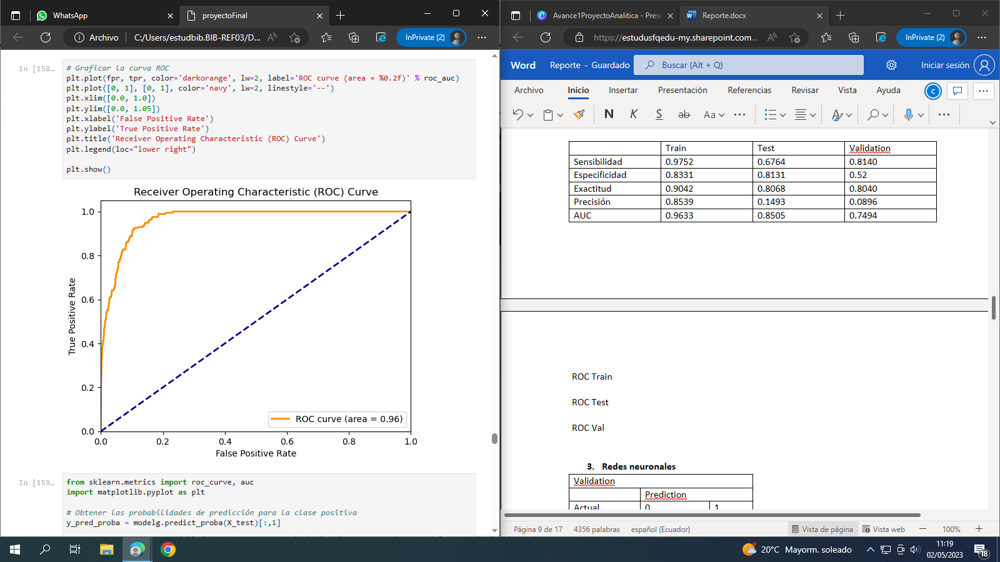 WhatsApp
proyectoFinal
Archivo
C:/Users/estudbib.BIB-REF03/D...
InPrivate (2)
In [158...
# Graficar la curva ROC
plt.plot(fpr, tpr, color='darkorange', lw=2, label='ROC curve (area = %0.2f)' % roc_auc)
plt.plot([0, 1], [0, 1], color='navy', lw=2, linestyle='--')
plt.xlim([0.0, 1.0])
plt.ylim([0.0, 1.05])
plt.xlabel('False Positive Rate')
plt.ylabel('True Positive Rate')
plt.title('Receiver Operating Characteristic (ROC) Curve')
plt.legend(loc="lower right")
plt.show()
Receiver Operating Characteristic (ROC) Curve
1.0
0.8
0.6
0.4
0.2
0.0
True Positive Rate
ROC curve (area = 0.96)
0.0 0.2 0.4 0.6 0.8 1.0
False Positive Rate
In [159...
from sklearn.metrics import roc_curve, auc
import matplotlib.pyplot as plt
# Obtener las probabilidades de predicción para la clase positiva
y_pred_proba = modelg.predict_proba(X_test)[:,1]
Avance1ProyectoAnalitica - Prese
Reporte.docx
https://estudusfqedu-my.sharepoint.com...
InPrivate (2)
Word
Reporte - Guardado
Buscar (Alt + Q)
Iniciar sesión
Archivo Inicio Insertar Presentación Referencias Revisar Vista Ayuda
C
N K S ab Aa
Train Test Validation
Sensibilidad 0.9752 0.6764 0.8140
Especificidad 0.8331 0.8131 0.52
Exactitud 0.9042 0.8068 0.8040
Precisión 0.8539 0.1493 0.0896
AUC 0.9633 0.8505 0.7494
ROC Train
ROC Test
ROC Val
3. Redes neuronales
Validation
Prediction
Actual 0 1
Página 9 de 17 4356 palabras español (Ecuador) Vista de página Vista web 100%
20°C Mayorm. soleado
11:19
02/05/2023
18